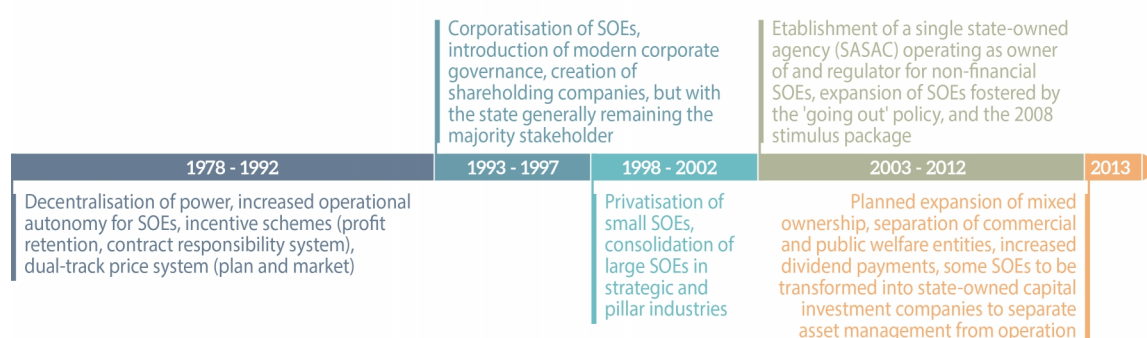 Corporatisation of SOEs,
introduction of modern corporate
governance, creation of
shareholding companies, but with
the state generally remaining the
majority stakeholder
Etablishment of a single state-owned
agency (SASAC) operating as owner
of and regulator for non-financial
SOEs, expansion of SOEs fostered by
the 'going out' policy, and the 2008
stimulus package
1978 - 1992
1993 - 1997
1998 - 2002
2003 - 2012
2013
Decentralisation of power, increased operational
autonomy for SOEs, incentive schemes (profit
retention, contract responsibility system),
dual-track price system (plan and market)
Privatisation of
small SOEs,
consolidation of
large SOEs in
strategic and
pillar industries
Planned expansion of mixed
ownership, separation of commercial
and public welfare entities, increased
dividend payments, some SOEs to be
transformed into state-owned capital
investment companies to separate
asset management from operation